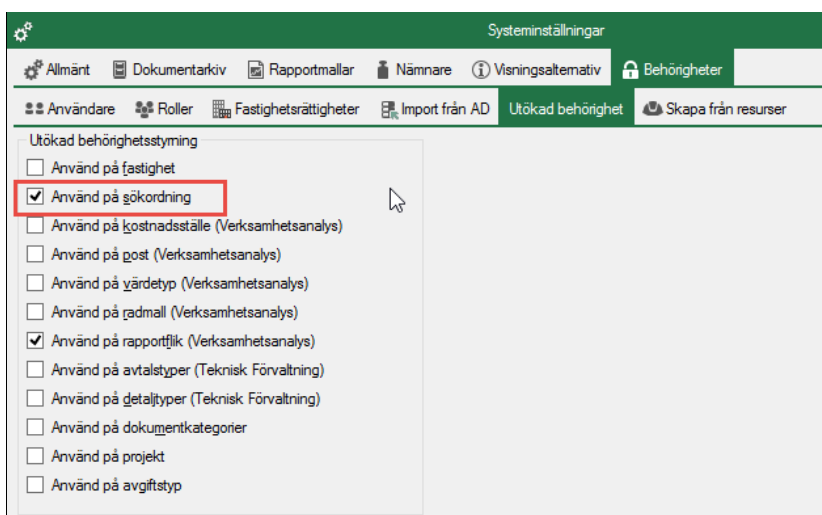 Systeminställningar
Allmänt Dokumentarkiv Rapportmallar Nämnare Visningsalternativ Behörigheter
Användare Roller Fastighetsrättigheter Import från AD Utökad behörighet Skapa från resurser
Utökad behörighetsstyrning
Använd på fastighet
Använd på sökordning
Använd på kostnadsställe (Verksamhetsanalys)
Använd på post (Verksamhetsanalys)
Använd på värdetyp (Verksamhetsanalys)
Använd på radmall (Verksamhetsanalys)
Använd på rapportflik (Verksamhetsanalys)
Använd på avtalstyper (Teknisk Förvaltning)
Använd på detaljtyper (Teknisk Förvaltning)
Använd på dokumentkategorier
Använd på projekt
Använd på avgiftstyp